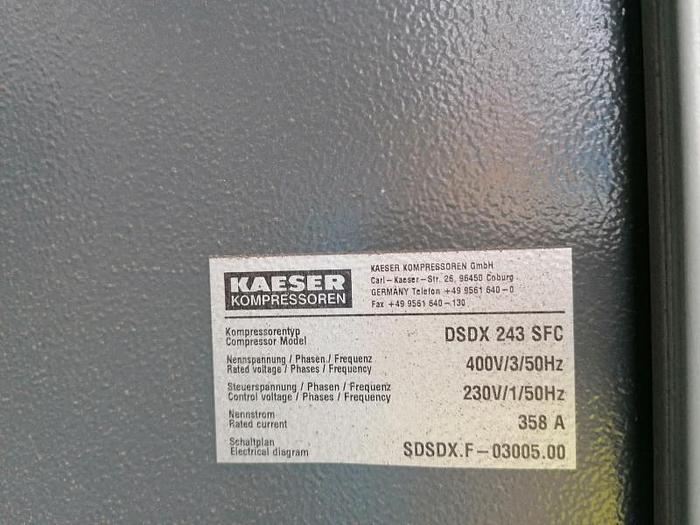 KAESER
KOMPRESSOREN
KAESER KOMPRESSOREN GmbH
Carl-Kaeser-Str. 26, 96450 Coburg
GERMANY Telefon +49 9561 640-0
Fax +49 9561 640-130
Kompressorentyp
Compressor Model
DSDX 243 SFC
Nennspannung / Phasen / Frequenz
Rated voltage / Phases / Frequency
400V/3/50Hz
Steuerspannung / Phasen / Frequenz
Control voltage / Phases / Frequency
230V/1/50Hz
Nennstrom
Rated current
358 A
Schaltplan
Electrical diagram
SDSDX.F-03005.00